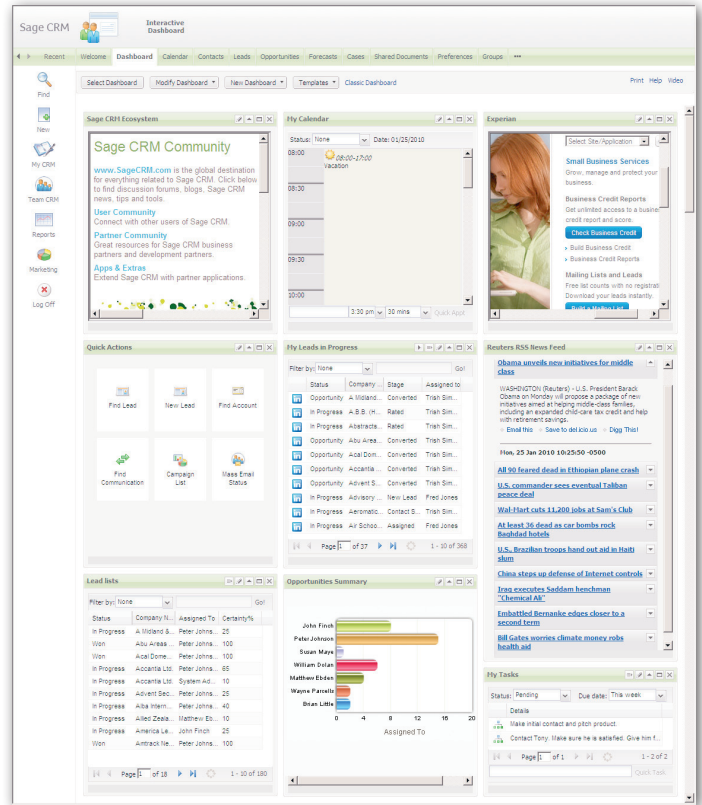 Sage CRM
Interactive
Dashboard
Recent
Welcome Dashboard Calendar Contacts Leads Opportunities Forecasts Cases Shared Documents Preferences Groups •••
Find
New
My CRM
Team CRM
Reports
Marketing
Log Off
Select Dashboard Modify Dashboard New Dashboard Templates Classic Dashboard
Print Help Video
Sage CRM Ecosystem
Sage CRM Community
www.SageCRM.com is the global destination
for everything related to Sage CRM. Click below
to find discussion forums, blogs, Sage CRM
news, tips and tools.
User Community
Connect with other users of Sage CRM.
Partner Community
Great resources for Sage CRM business
partners and development partners.
Apps & Extras
Extend Sage CRM with partner applications.
My Calendar
Status: None Date: 01/25/2010
08:00
08:00-17:00
Vacation
08:30
09:00
09:30
10:00
3:30 pm 30 mins Quick Appt
Experian
Select Site/Application
Small Business Services
Grow, manage and protect your
business.
Business Credit Reports
Get unlimited access to a busines
credit report and score.
Check Business Credit
Build Business Credit
Business Credit Reports
Mailing Lists and Leads
Free list counts with no registrati
Download your leads instantly.
Build a Mailing List
Quick Actions
Find Lead
New Lead
Find Account
Find
Communication
Campaign
List
Mass Email
Status
My Leads in Progress
Filter by: None Go!
Status Company ... Stage Assigned to
Opportunity A Midland... Converted Trish Sim...
In Progress A.B.B. (H... Rated Trish Sim...
In Progress Abstracta... Rated Trish Sim...
Opportunity Abu Area... Converted Trish Sim...
Opportunity Acal Dom... Converted Trish Sim...
Opportunity Accantia ... Converted Trish Sim...
Opportunity Advent S... Converted Trish Sim...
In Progress Advisory ... New Lead Fred Jones
In Progress Aeromatic... Contact S... Trish Sim...
In Progress Air Schoo... Assigned Fred Jones
Page 1 of 37 1 - 10 of 368
Reuters RSS News Feed
Obama unveils new initiatives for middle
class
WASHINGTON (Reuters) - U.S. President Barack
Obama on Monday will propose a package of new
initiatives aimed at helping middle-class families,
including an expanded child-care tax credit and help
with retirement savings.
Email this Save to del.icio.us Digg This!
Mon, 25 Jan 2010 10:25:50 -0500
All 90 feared dead in Ethiopian plane crash
U.S. commander sees eventual Taliban
peace deal
Wal-Mart cuts 11,200 jobs at Sam's Club
At least 36 dead as car bombs rock
Baghdad hotels
U.S., Brazilian troops hand out aid in Haiti
slum
China steps up defense of Internet controls
Iraq executes Saddam henchman
"Chemical Ali"
Embattled Bernanke edges closer to a
second term
Bill Gates worries climate money robs
health aid
Lead lists
Filter by: None Go!
Status Company N... Assigned To Certainty%
In Progress A Midland &... Peter Johns... 25
Won Abu Areas ... Peter Johns... 100
Won Acal Dome... Peter Johns... 100
In Progress Accantia Ltd. Peter Johns... 65
In Progress Accantia Ltd. System Ad... 10
In Progress Advent Sec... Peter Johns... 25
In Progress Alba Intern... Peter Johns... 40
In Progress Allied Zeala... Matthew Eb... 10
In Progress America Le... John Finch 25
Won Amtrack Ne... Peter Johns... 100
Page 1 of 18 1 - 10 of 180
Opportunities Summary
John Finch
Peter Johnson
Susan Maye
William Dolan
Matthew Ebden
Wayne Parcells
Brian Little
0 4 8 12 16 20
Assigned To
My Tasks
Status: Pending Due date: This week
Details
Make initial contact and pitch product.
Contact Tony. Make sure he is satisfied. Give him f...
Page 1 of 1 1 - 2 of 2
Quick Task